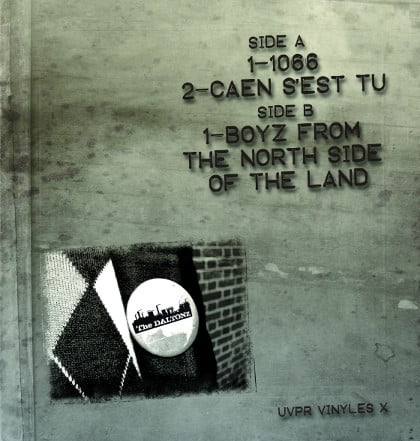 SIDE A
1-1066
2-CAEN S'EST TU
SIDE B
1-BOYZ FROM
THE NORTH SIDE
OF THE LAND
The DALTONZ
UVPR VINYLES X